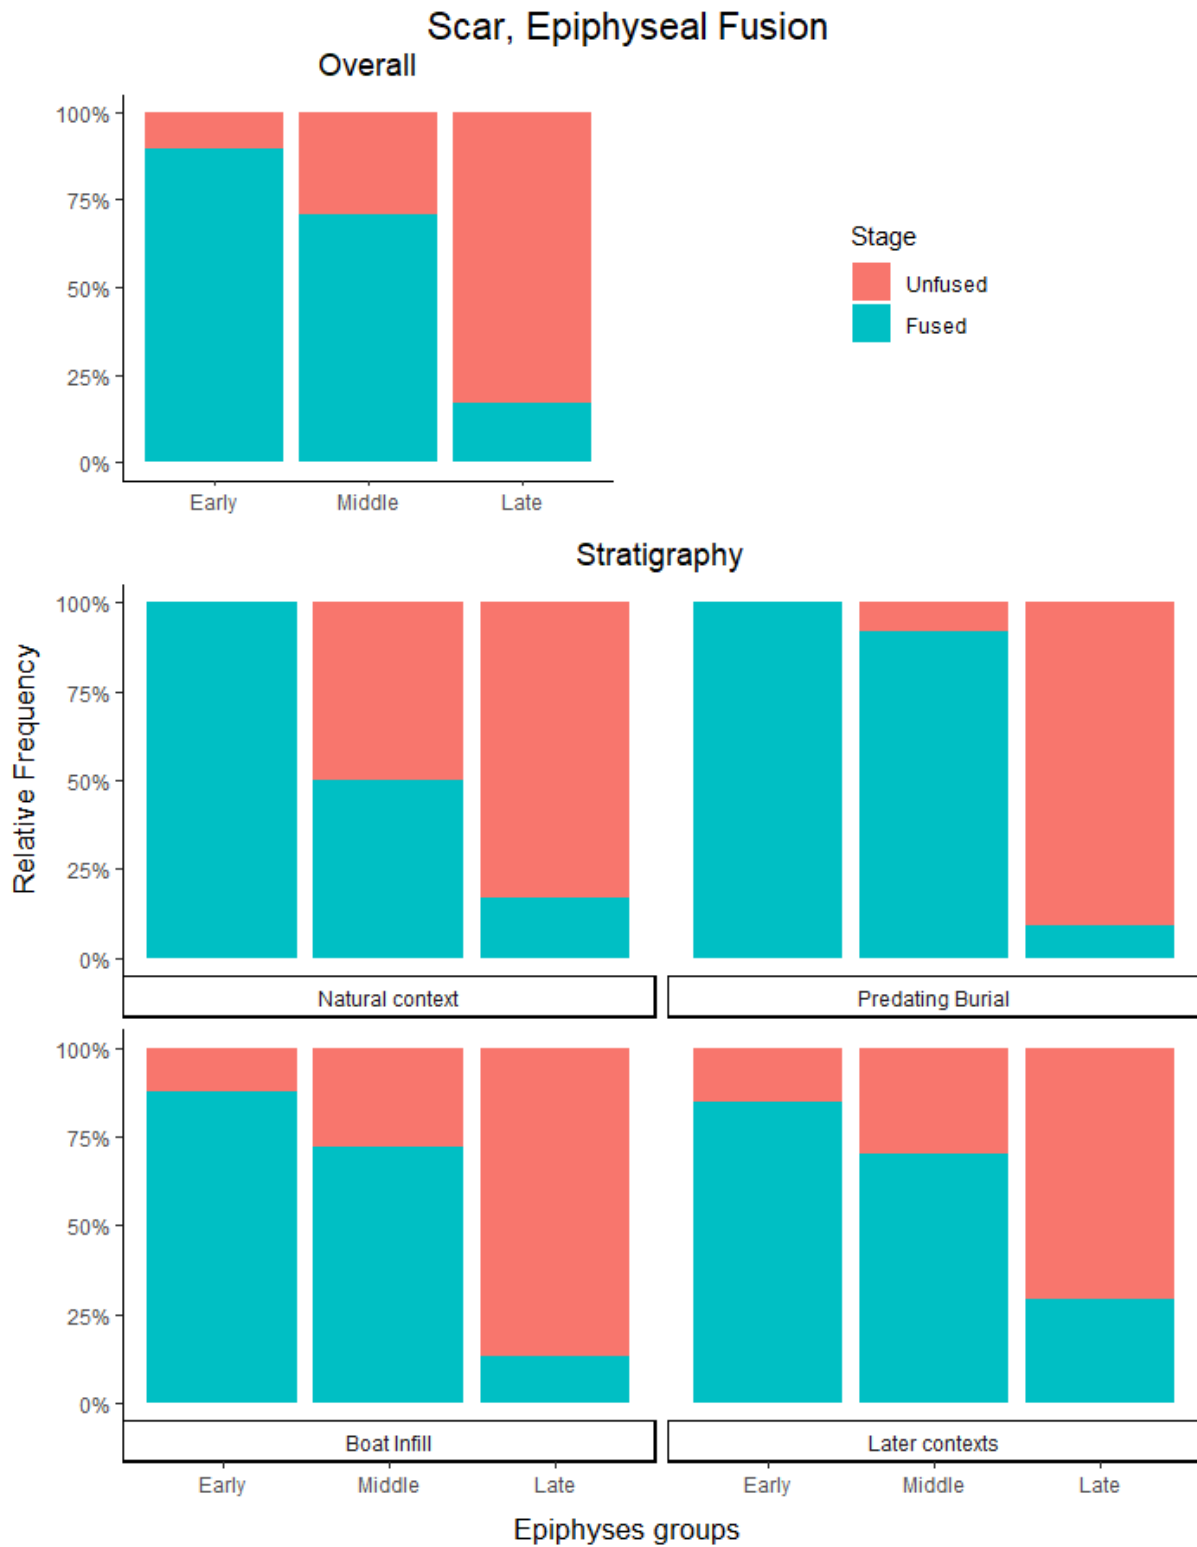 Scar, Epiphyseal Fusion
Overall
100%
75%
50%
25%
0%
Early Middle Late
Stage
Unfused
Fused
Stratigraphy
Relative Frequency
100%
75%
50%
25%
0%
Natural context Predating Burial
100%
75%
50%
25%
0%
Boat Infill Later contexts
Early Middle Late Early Middle Late
Epiphyses groups